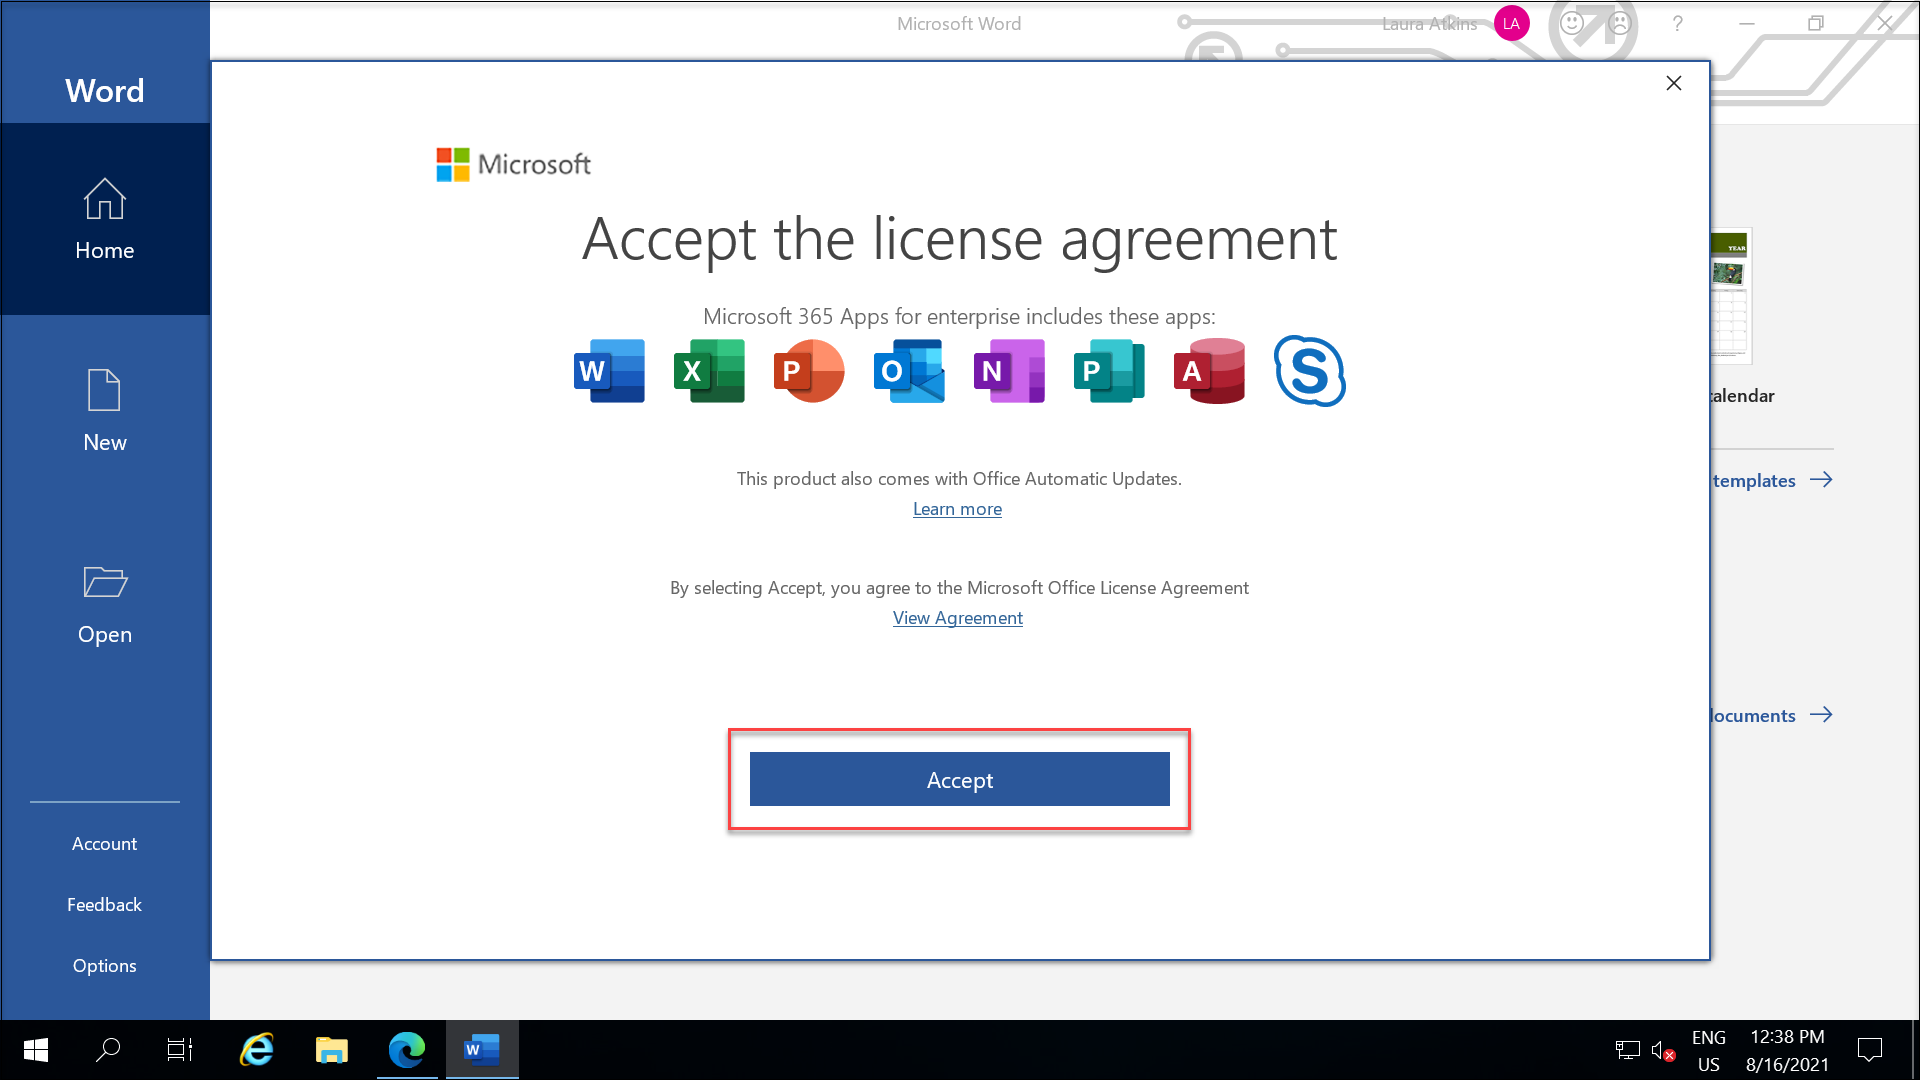 Microsoft Word
Laura Atkins
LA
?
Word
Home
New
Open
Account
Feedback
Options
Microsoft
Accept the license agreement
Microsoft 365 Apps for enterprise includes these apps:
W X P O N P A S
This product also comes with Office Automatic Updates.
Learn more
By selecting Accept, you agree to the Microsoft Office License Agreement
View Agreement
Accept
YEAR
calendar
templates
documents
W
ENG
US
12:38 PM
8/16/2021